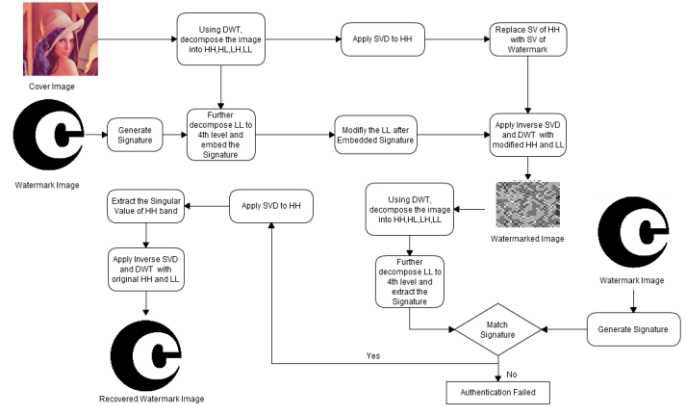 Using DWT,
decompose the image
into HH,HL,LH,LL
Apply SVD to HH
Replace SV of HH
with SV of
Watermark
Cover Image
Generate
Signature
Further
decompose LL to
4th level and
embed the
Signature
Modifiy the LL after
Embedded Signature
Apply Inverse SVD
and DWT with
modified HH and LL
Watermark Image
Extract the Singular
Value of HH band
Apply SVD to HH
Using DWT,
decompose the image
into HH,HL,LH,LL
Watermarked Image
Apply Inverse SVD
and DWT with
original HH and LL
Further
decompose LL to
4th level and
extract the
Signature
Watermark Image
Match
Signature
Generate Signature
Yes
No
Recovered Watermark Image
Authentication Failed